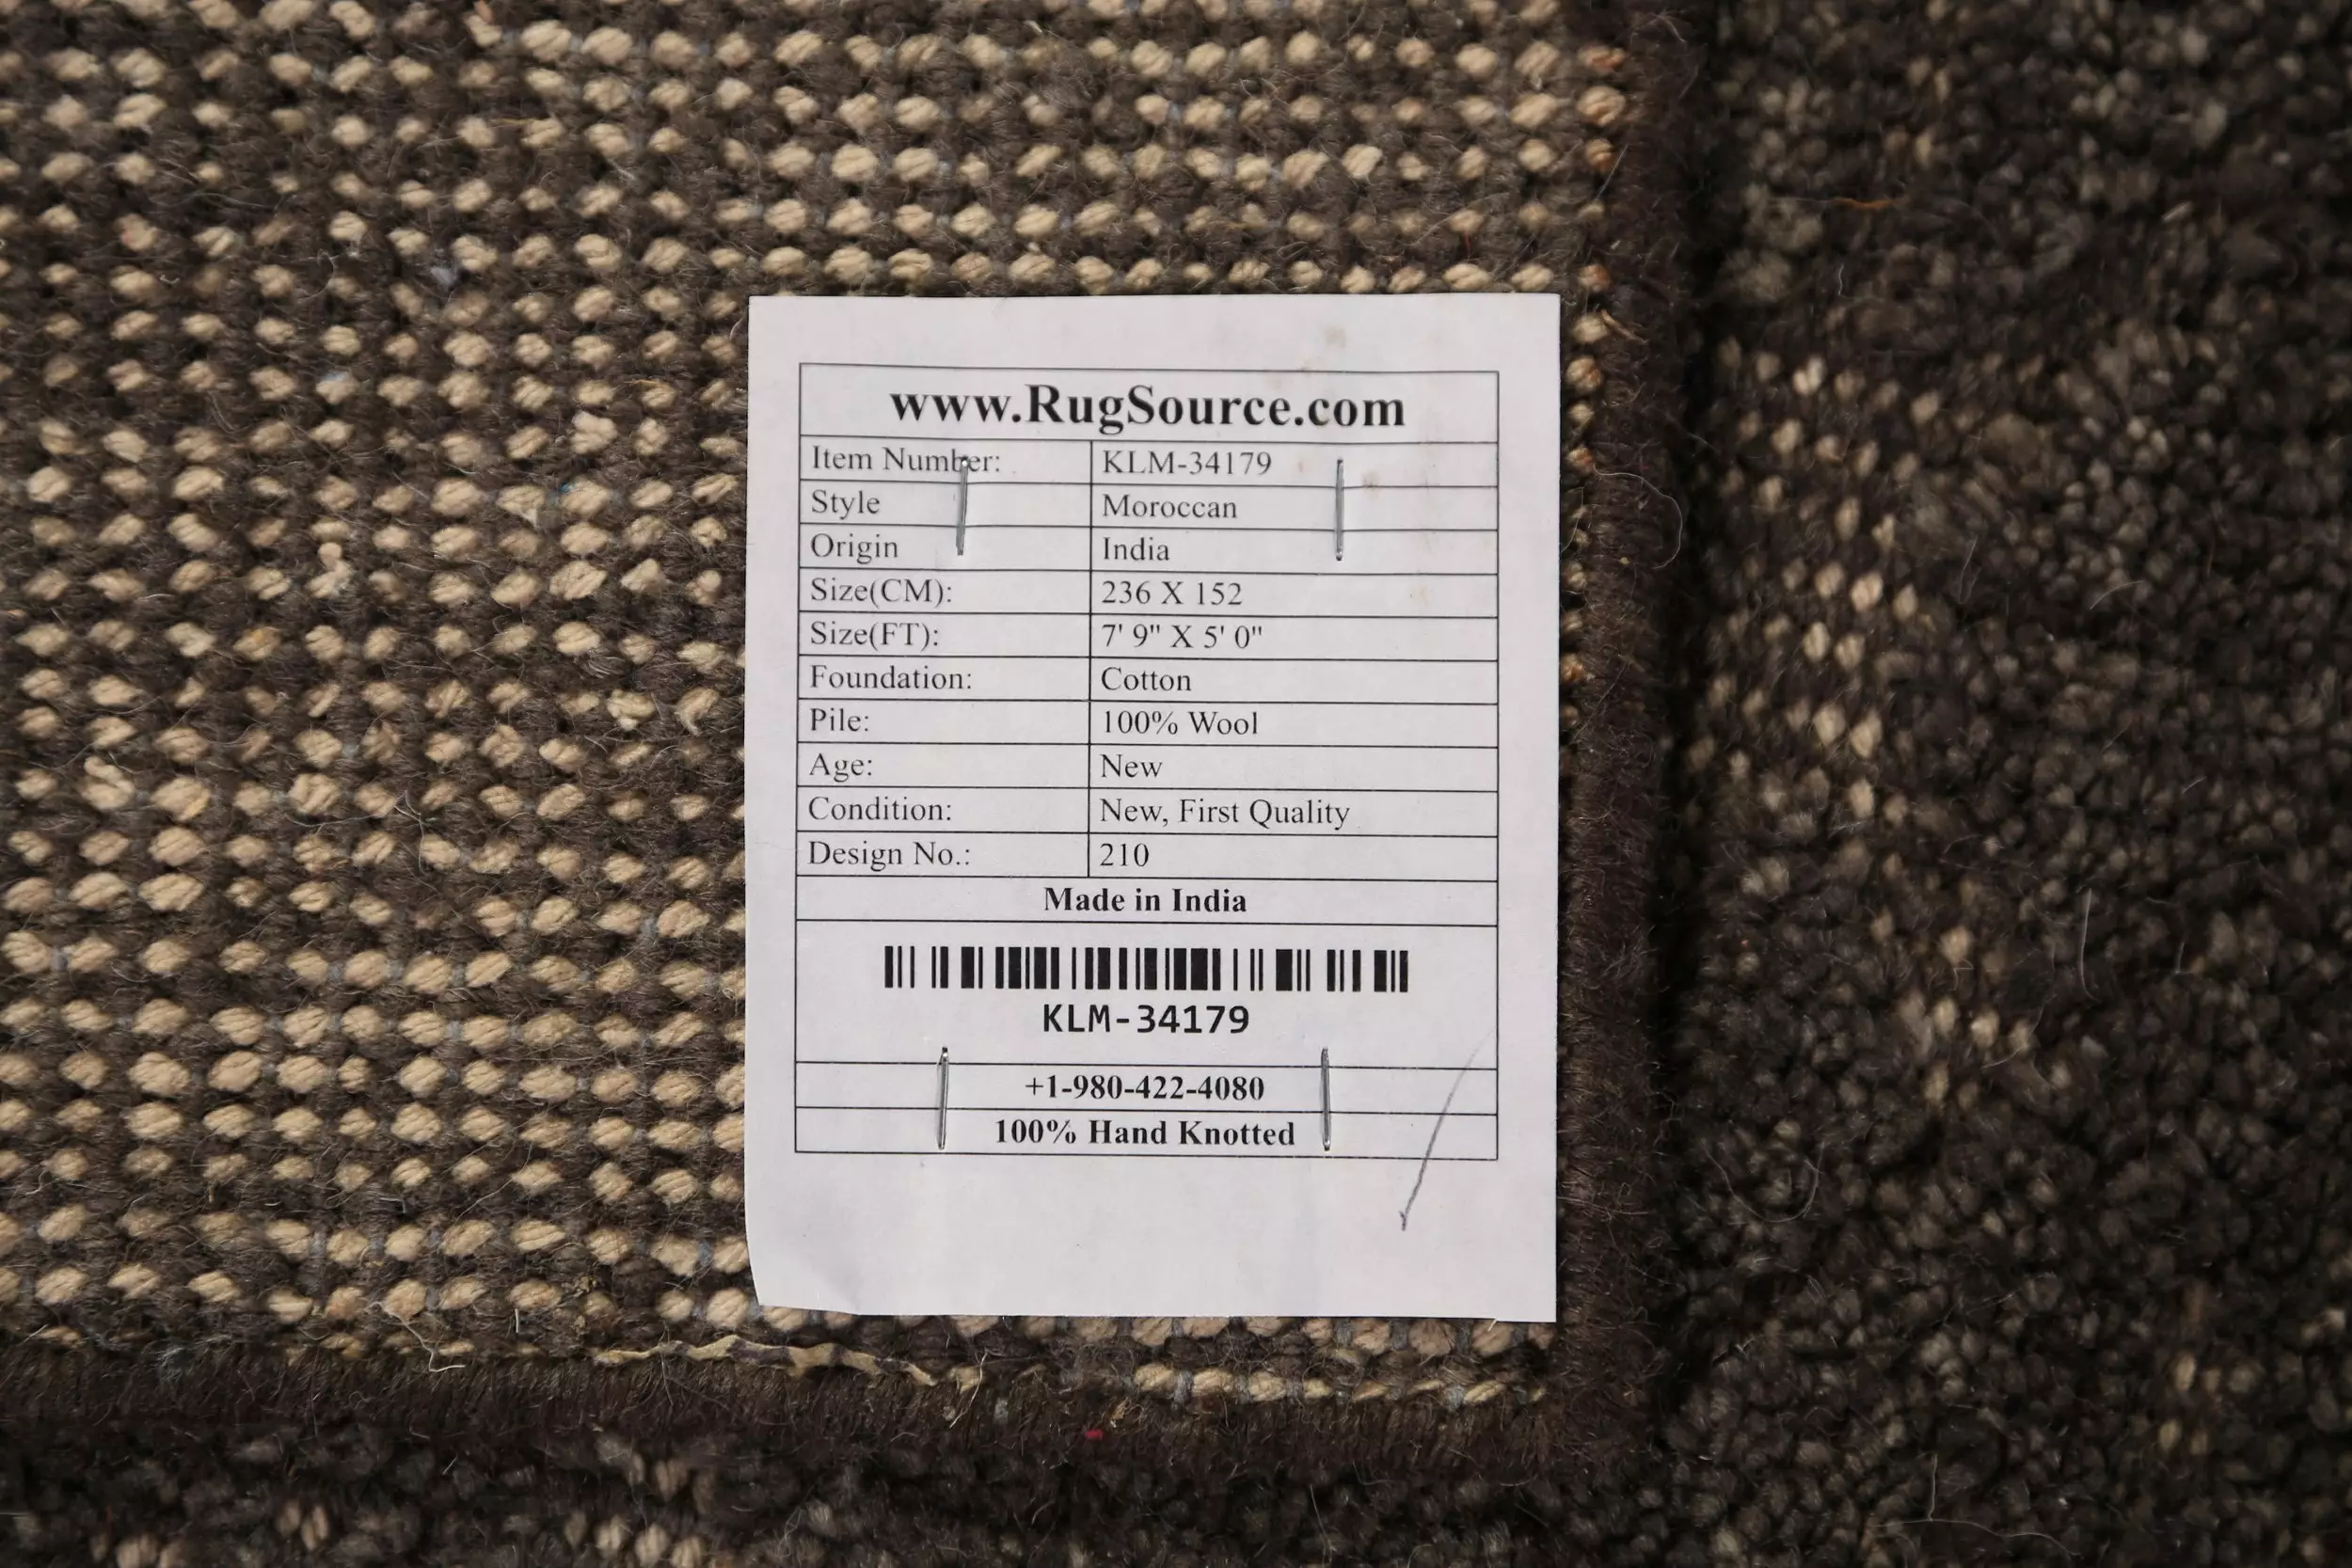 www.RugSource.com
Item Number: KLM-34179
Style Moroccan
Origin India
Size(CM): 236 X 152
Size(FT): 7' 9" X 5' 0"
Foundation: Cotton
Pile: 100% Wool
Age: New
Condition: New, First Quality
Design No.: 210
Made in India
KLM-34179
+1-980-422-4080
100% Hand Knotted